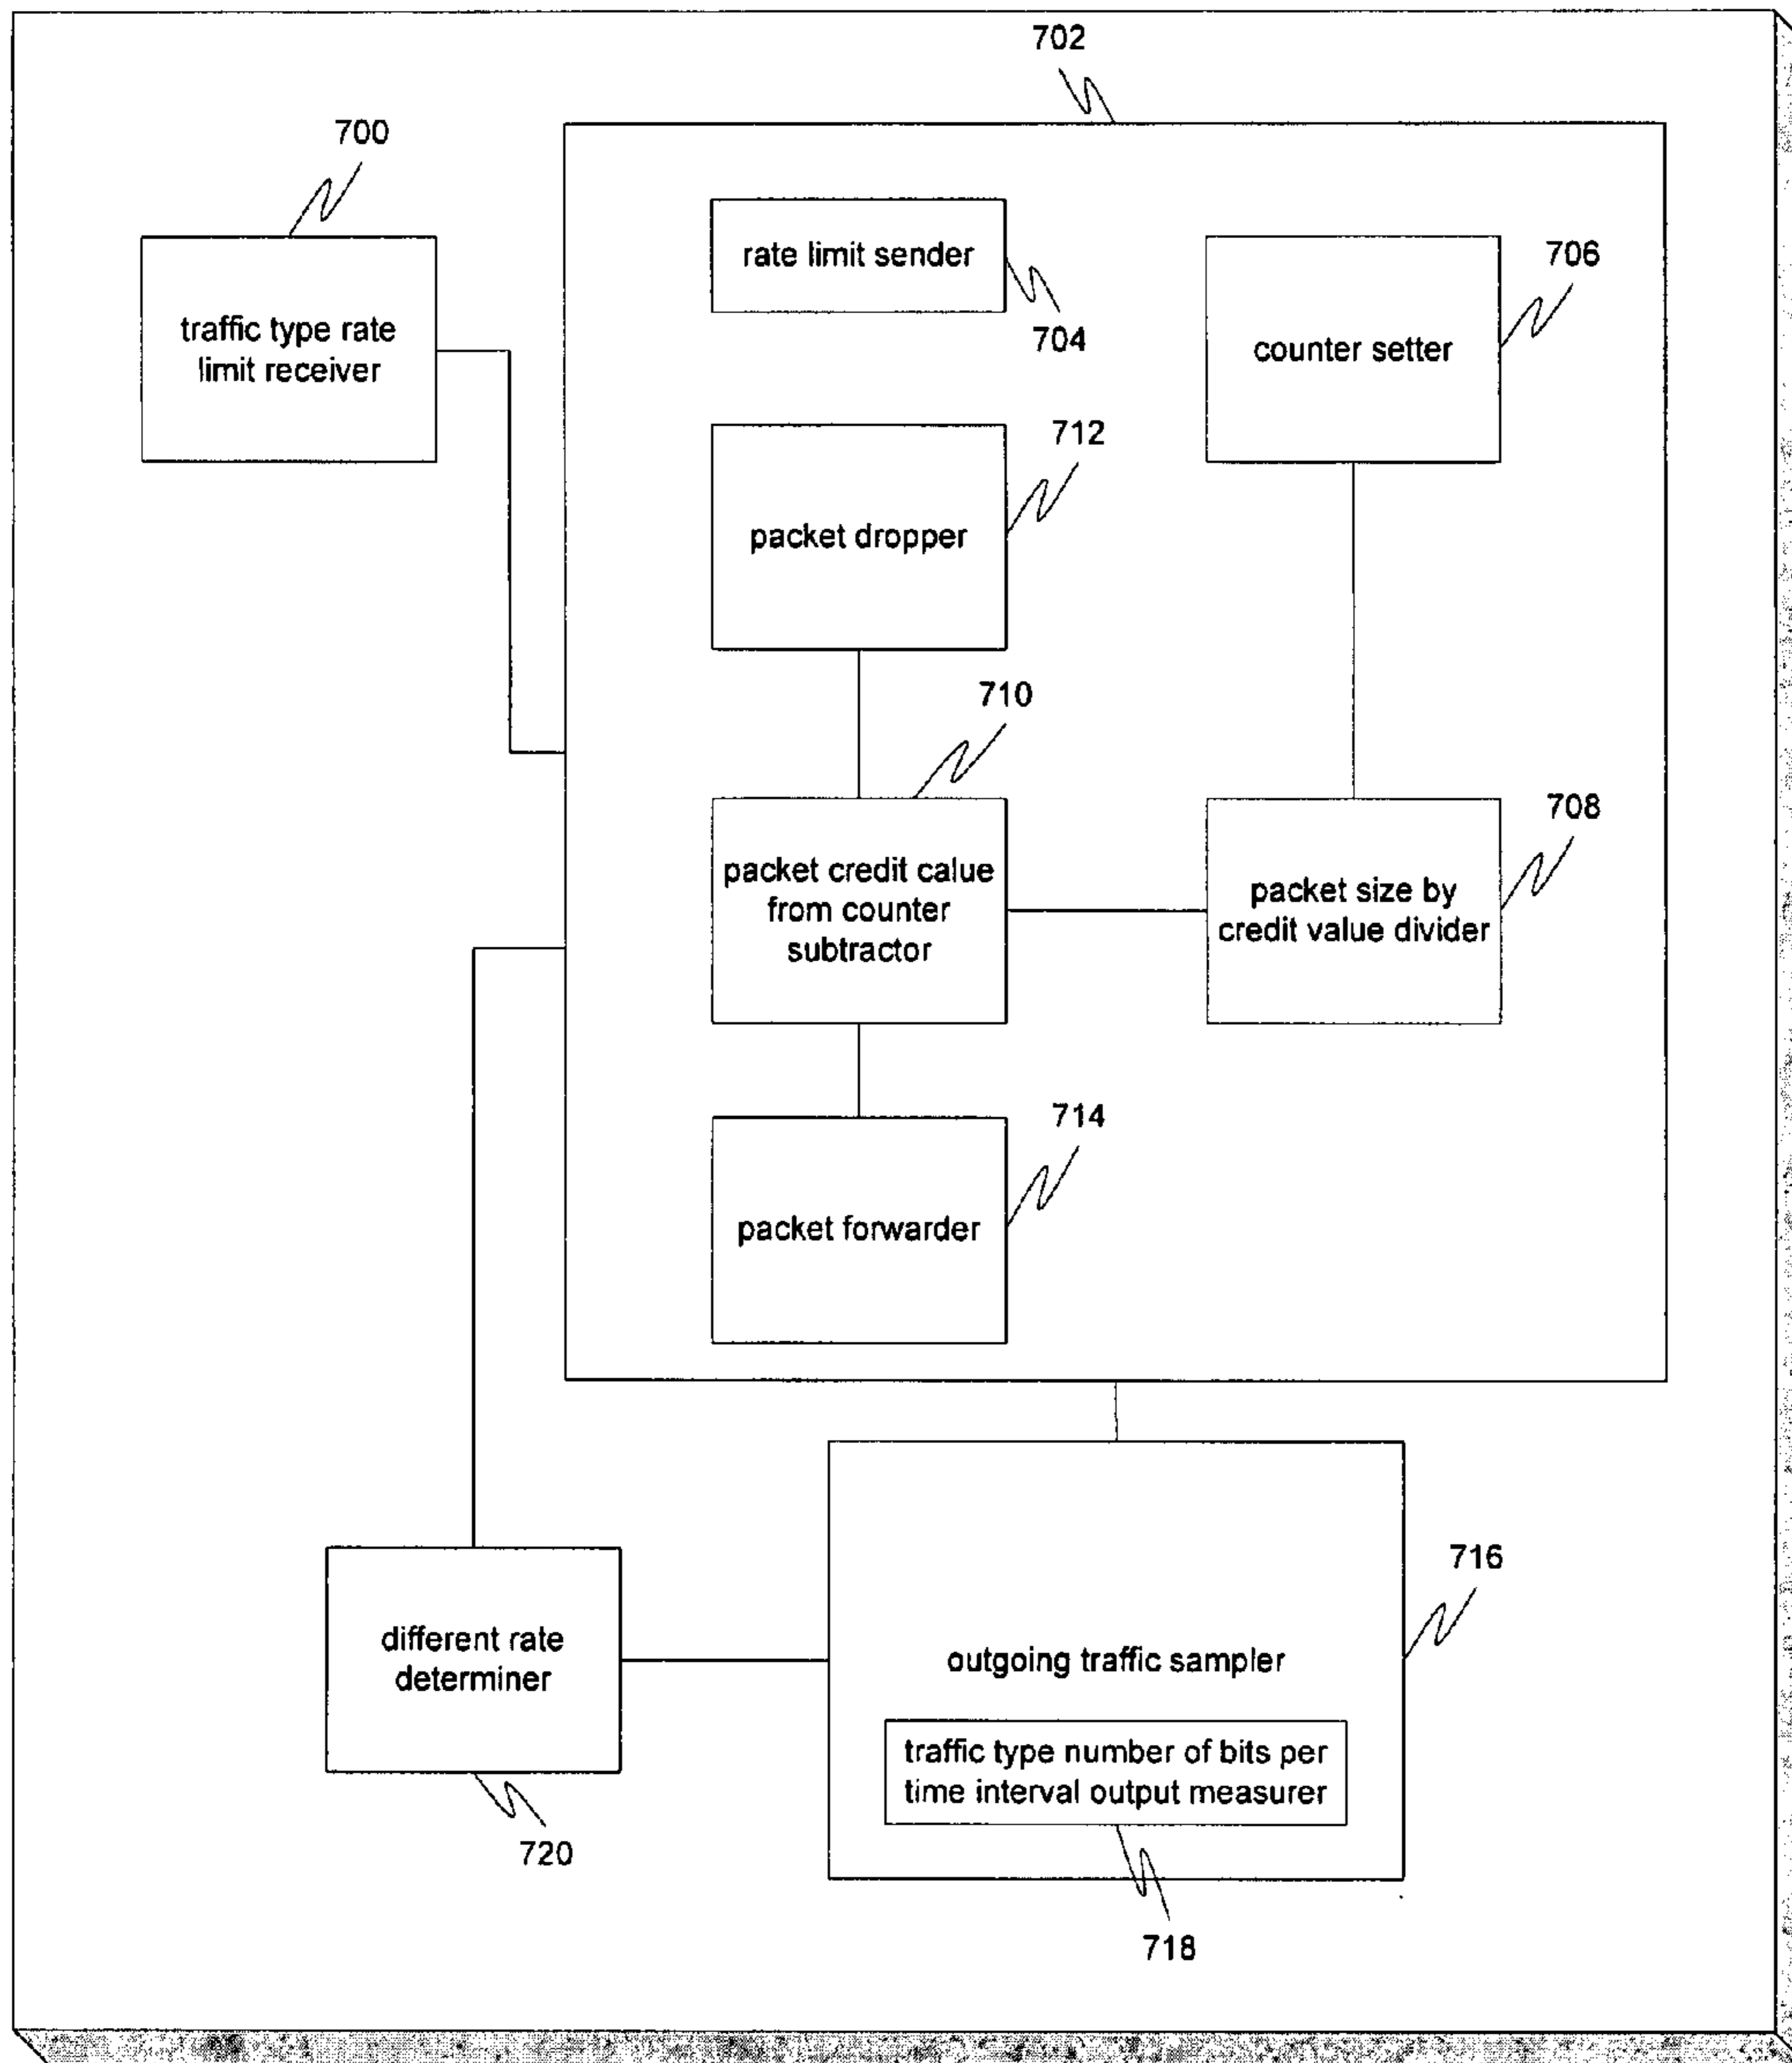 702
700
rate limit sender
706
traffic type rate
limit receiver
704
counter setter
712
packet dropper
710
708
packet credit calue
from counter
subtractor
packet size by
credit value divider
714
packet forwarder
716
different rate
determiner
outgoing traffic sampler
traffic type number of bits per
time interval output measurer
720
718